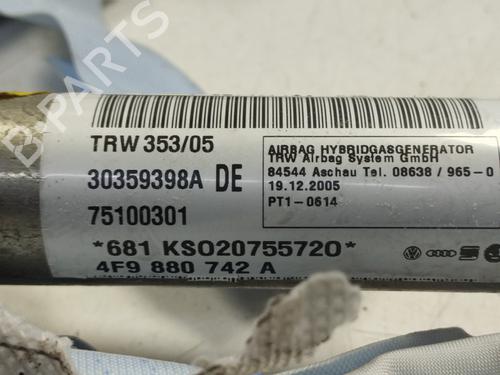 TRW 353/05
30359398A DE
75100301
*681 KS020755720*
4F9 880 742 A
AIRBAG HYBRIDGASGENERATOR
TRW Airbag System GmbH
84544 Aschau Tel. 08638 / 965-0
19.12.2005
PT1-0614